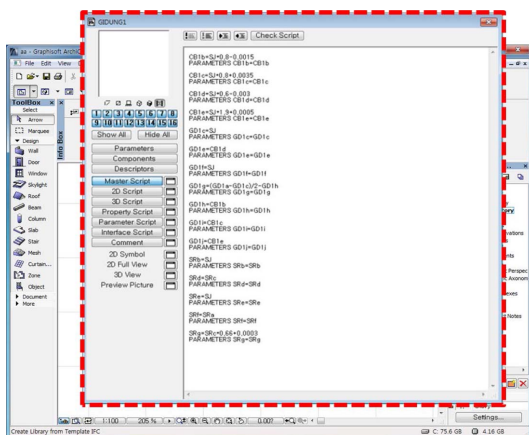 GIDUNG1
Check Script
aa - Graphisoft ArchiC
File Edit View
ToolBox
Select
Arrow
Marquee
Design
Wall
Door
Window
Skylight
Roof
Beam
Column
Slab
Stair
Mesh
Curtain...
Zone
Object
Document
More
Info Box
1 2 3 4 5 6 7 8
9 10 11 12 13 14 15 16
Show All Hide All
Parameters
Components
Descriptors
Master Script
2D Script
3D Script
Property Script
Parameter Script
Interface Script
Comment
2D Symbol
2D Full View
3D View
Preview Picture
CB1b=SJ*0.8-0.0015
PARAMETERS CB1b=CB1b
CB1c=SJ*0.8+0.0035
PARAMETERS CB1c=CB1c
CB1d=SJ*0.6-0.003
PARAMETERS CB1d=CB1d
CB1e=SJ*1.9+0.0005
PARAMETERS CB1e=CB1e
GD1c=SJ
PARAMETERS GD1c=GD1c
GD1e=CB1d
PARAMETERS GD1e=GD1e
GD1f=SJ
PARAMETERS GD1f=GD1f
GD1g=(GD1a-GD1c)/2-GD1h
PARAMETERS GD1g=GD1g
GD1h=CB1b
PARAMETERS GD1h=GD1h
GD1i=CB1c
PARAMETERS GD1i=GD1i
GD1j=CB1e
PARAMETERS GD1j=GD1j
SRb=SJ
PARAMETERS SRb=SRb
SRd=SRc
PARAMETERS SRd=SRd
SRe=SJ
PARAMETERS SRe=SRe
SRf=SRa
PARAMETERS SRf=SRf
SRg=SRc*0.66+0.0003
PARAMETERS SRg=SRg
vations
nts
Perspec
Axonom
exes
Notes
Settings...
1:100 205 % 0.00?
Create Library from Template IFC
C: 75.6 GB 4.16 GB